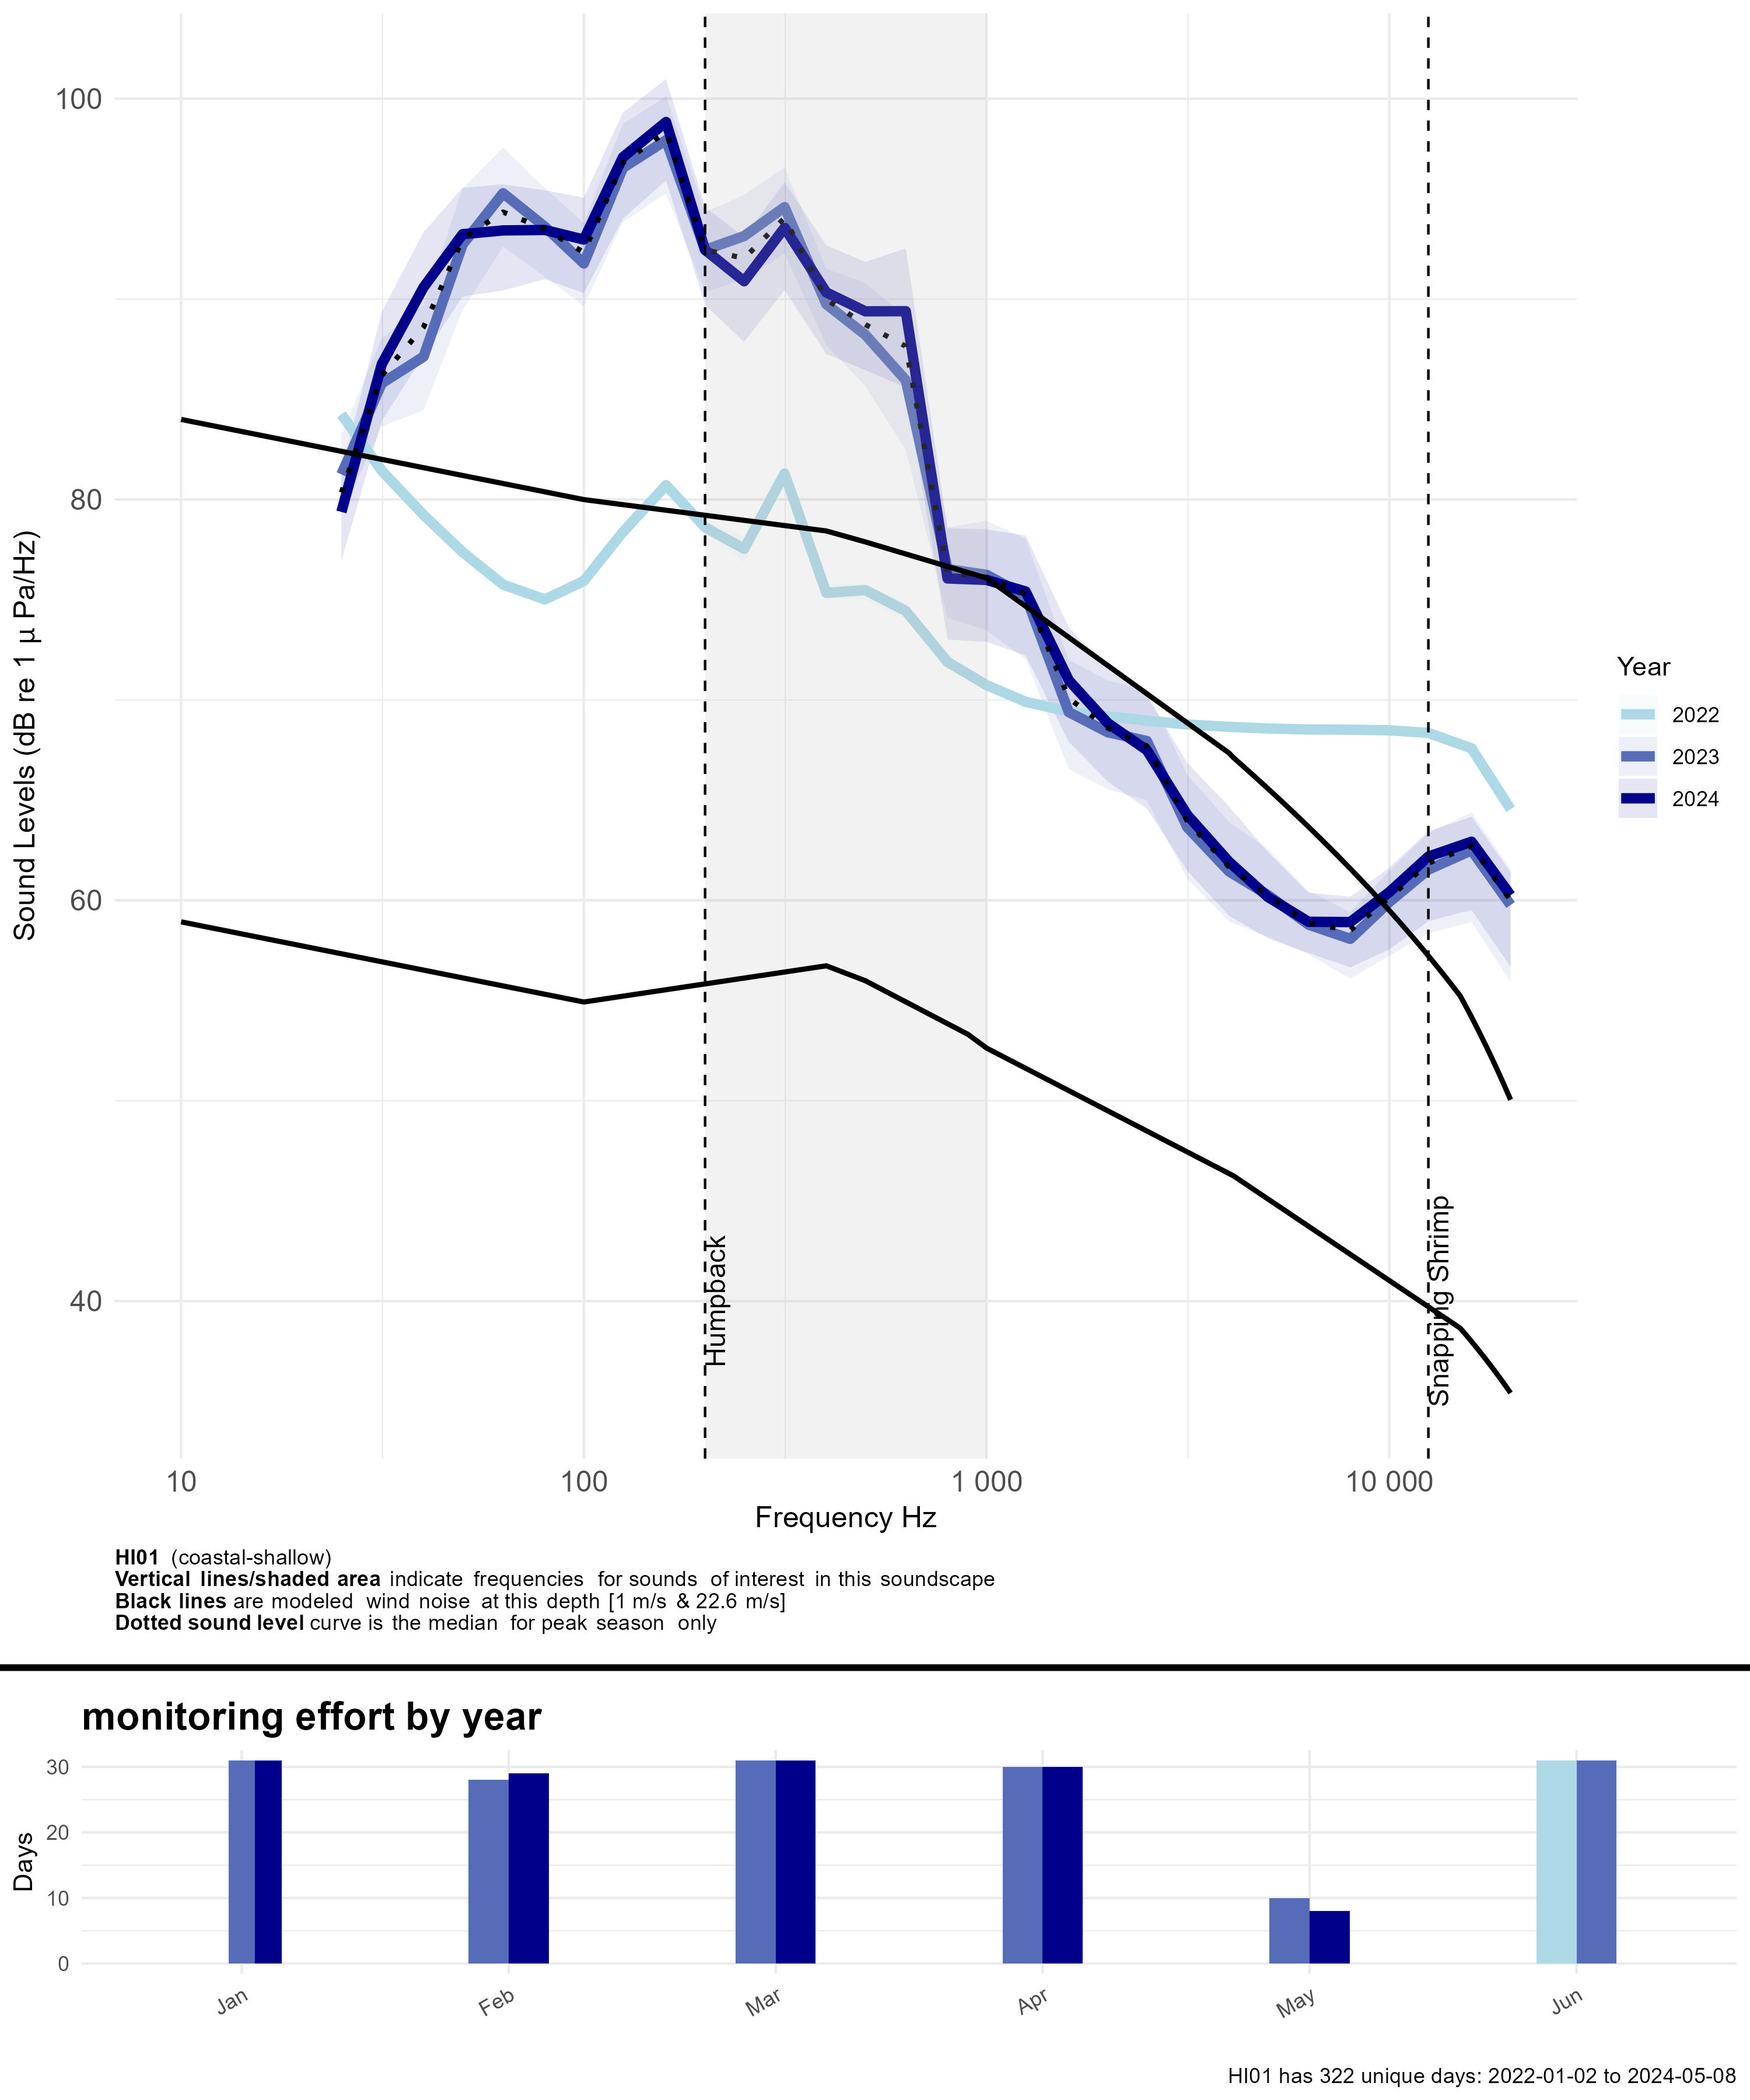 100
80
60
40
Sound Levels (dB re 1 µ Pa/Hz)
Humpback
Snapping Shrimp
10
100
1 000
10 000
Frequency Hz
Year
2022
2023
2024
HI01 (coastal-shallow)
Vertical lines/shaded area indicate frequencies for sounds of interest in this soundscape
Black lines are modeled wind noise at this depth [1 m/s & 22.6 m/s]
Dotted sound level curve is the median for peak season only
monitoring effort by year
30
20
10
0
Days
Jan
Feb
Mar
Apr
May
Jun
HI01 has 322 unique days: 2022-01-02 to 2024-05-08